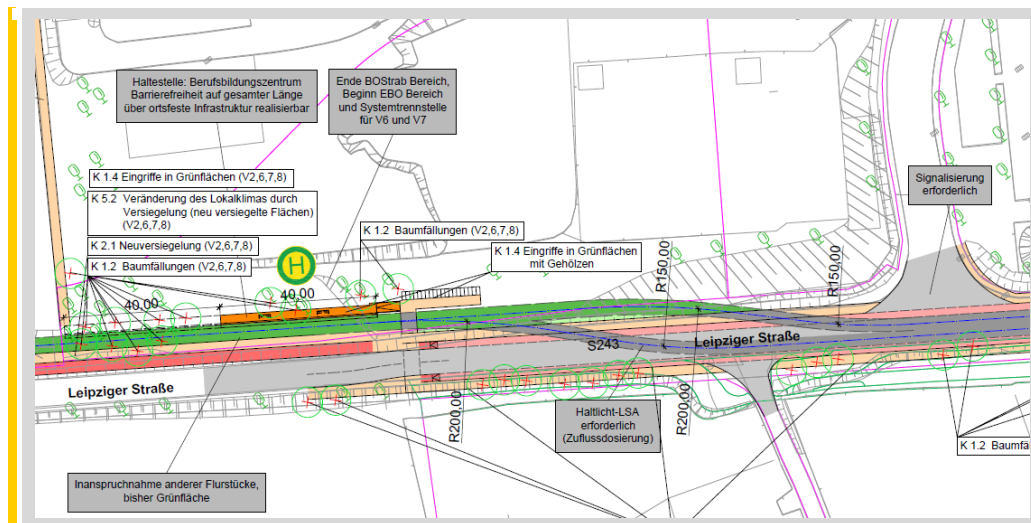 Haltestelle: Berufsbildungszentrum
Barrierefreiheit auf gesamter Länge
über ortsfeste Infrastruktur realisierbar
Ende BOStrab Bereich,
Beginn EBO Bereich
und Systemtrennstelle
für V6 und V7
Signalisierung
erforderlich
K 1.4 Eingriffe in Grünflächen (V2,6,7,8)
K 5.2 Veränderung des Lokalklimas durch
Versiegelung (neu versiegelte Flächen)
(V2,6,7,8)
K 2.1 Neuversiegelung (V2,6,7,8)
K 1.2 Baumfällungen (V2,6,7,8)
K 1.2 Baumfällungen (V2,6,7,8)
K 1.4 Eingriffe in Grünflächen
mit Gehölzen
H
40,00
40,00
R150,00
R150,00
S243
Leipziger Straße
Leipziger Straße
R200,00
R200,00
Haltlicht-LSA
erforderlich
(Zuflussdosierung)
K 1.2 Baumfäl
Inanspruchnahme anderer Flurstücke,
bisher Grünfläche